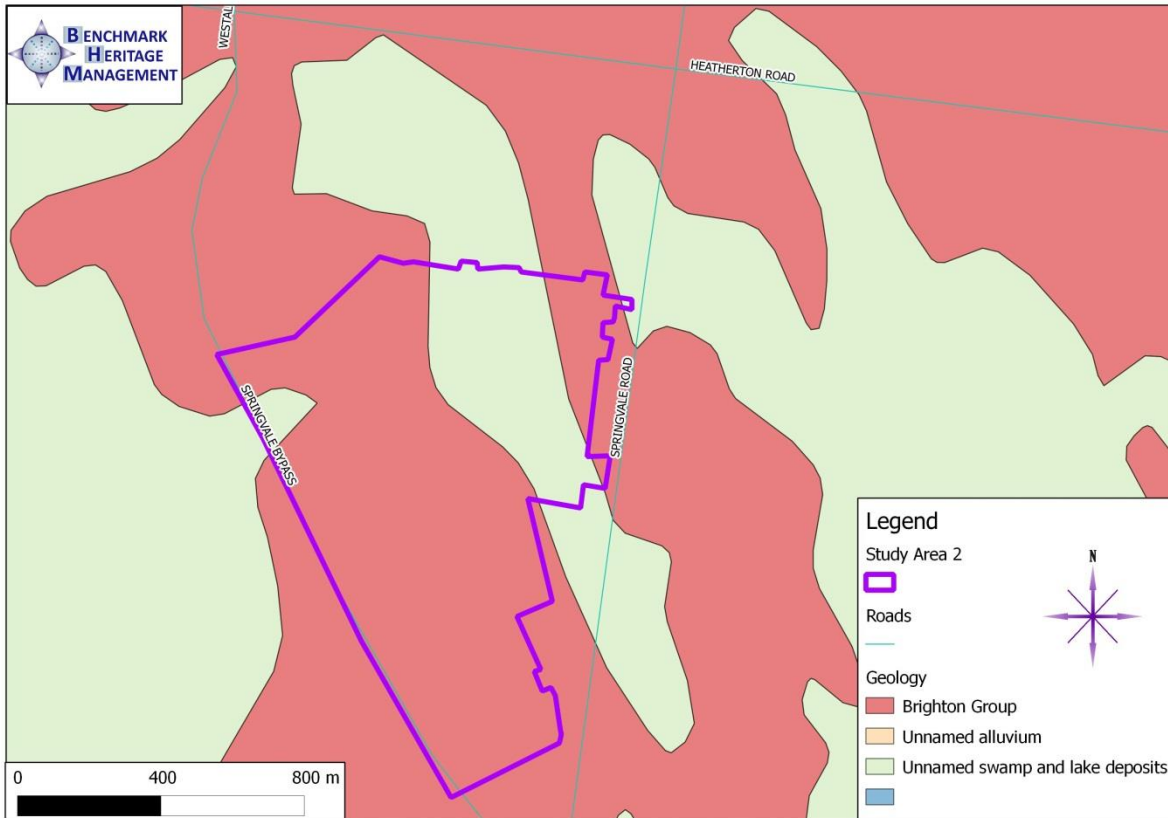 BENCHMARK
HERITAGE
MANAGEMENT
WESTAL
HEATHERTON ROAD
SPRINGVALE BYPASS
SPRINGVALE ROAD
Legend
Study Area 2
N
Roads
Geology
Brighton Group
Unnamed alluvium
Unnamed swamp and lake deposits
0 400 800 m